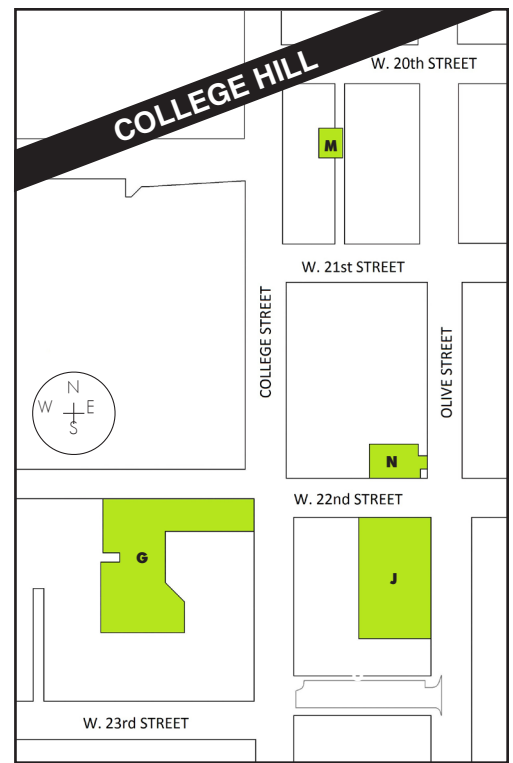 COLLEGE HILL
W. 20th STREET
M
W. 21st STREET
COLLEGE STREET
OLIVE STREET
N
W E
S
N
W. 22nd STREET
G
J
W. 23rd STREET